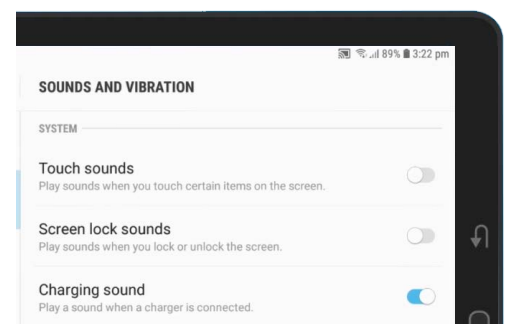 89% 3:22 pm
SOUNDS AND VIBRATION
SYSTEM
Touch sounds
Play sounds when you touch certain items on the screen.
Screen lock sounds
Play sounds when you lock or unlock the screen.
Charging sound
Play a sound when a charger is connected.